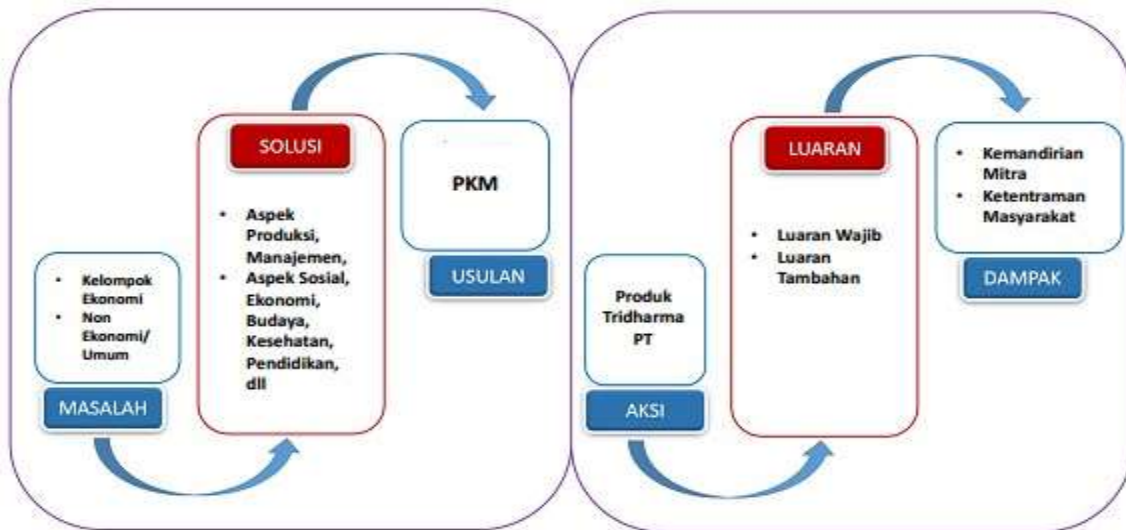 • Kelompok
Ekonomi
• Non
Ekonomi/
Umum
MASALAH
SOLUSI
• Aspek
Produksi,
Manajemen,
• Aspek Sosial,
Ekonomi,
Budaya,
Kesehatan,
Pendidikan,
dll
PKM
USULAN
Produk
Tridharma
PT
AKSI
LUARAN
• Luaran Wajib
• Luaran
Tambahan
• Kemandirian
Mitra
• Ketentraman
Masyarakat
DAMPAK